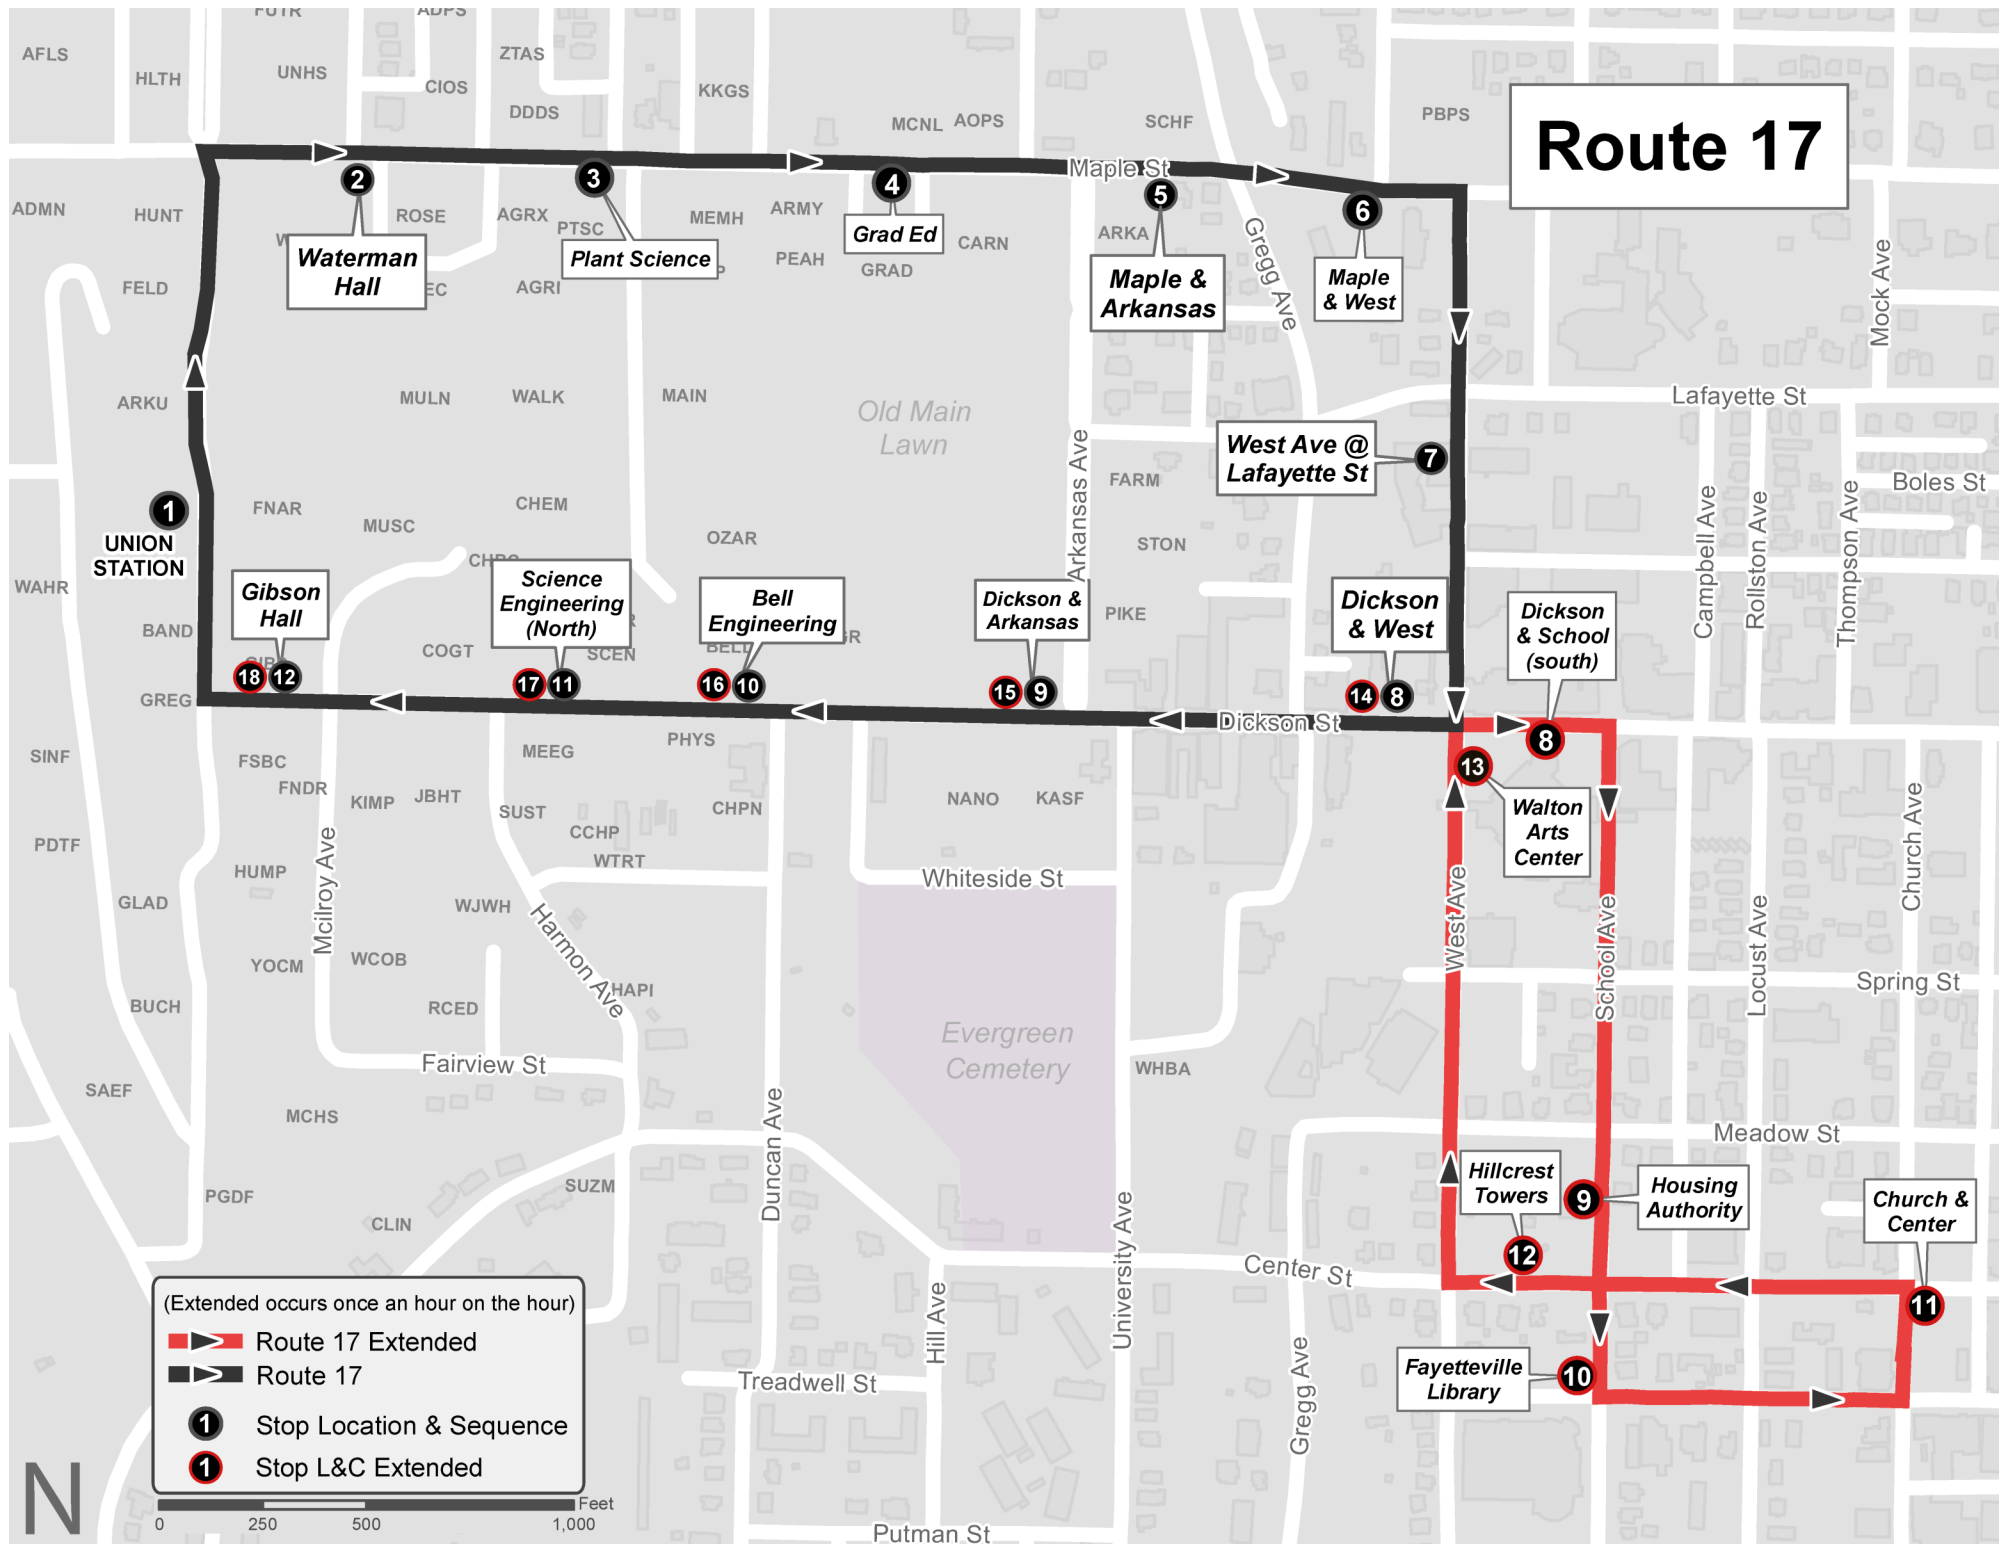 FUTR
ADPS
AFLS
HLTH
UNHS
CIOS
ZTAS
DDDS
KKGS
MCNL
AOPS
SCHF
PBPS
Route 17
Maple St
2
3
4
5
6
ADMN
HUNT
ROSE
AGRX
PTSC
MEMH
ARMY
PEAH
CARN
GRAD
ARKA
Waterman
Hall
Plant Science
Grad Ed
Maple &
Arkansas
Maple
& West
Gregg Ave
Mock Ave
FELD
EC
AGRI
ARKU
MULN
WALK
MAIN
Old Main
Lawn
Lafayette St
West Ave @
Lafayette St
7
Arkansas Ave
FARM
Boles St
Campbell Ave
Rollston Ave
Thompson Ave
1
UNION
STATION
FNAR
MUSC
CHEM
OZAR
STON
WAHR
Gibson
Hall
Science
Engineering
(North)
Bell
Engineering
Dickson &
Arkansas
PIKE
Dickson
& West
Dickson
& School
(south)
BAND
COGT
SCEN
BELL
GR
18
12
17
11
16
10
15
9
14
8
GREG
Dickson St
8
13
SINF
FSBC
FNDR
KIMP
JBHT
MEEG
SUST
PHYS
CCHP
WTRT
CHPN
NANO
KASF
Walton
Arts
Center
PDTF
HUMP
Mcilroy Ave
Whiteside St
West Ave
School Ave
Locust Ave
Church Ave
GLAD
WJWH
Harmon Ave
YOCM
WCOB
HAPI
Spring St
BUCH
RCED
Evergreen
Cemetery
WHBA
Fairview St
SAEF
MCHS
Duncan Ave
Meadow St
PGDF
CLIN
SUZM
University Ave
Hillcrest
Towers
12
9
Housing
Authority
Church &
Center
11
Center St
Hill Ave
Gregg Ave
Fayetteville
Library
10
Treadwell St
Putman St
(Extended occurs once an hour on the hour)
Route 17 Extended
Route 17
1 Stop Location & Sequence
1 Stop L&C Extended
N
Feet
0 250 500 1,000